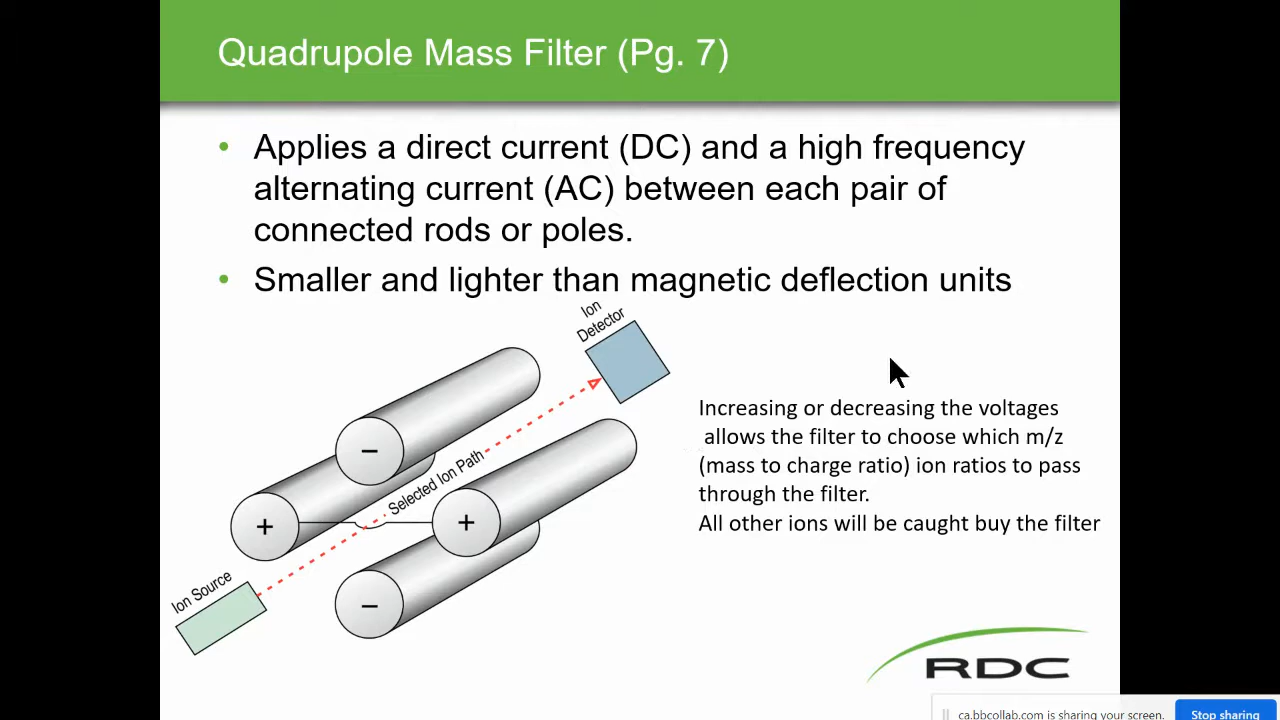 Quadrupole Mass Filter (Pg. 7)
• Applies a direct current (DC) and a high frequency
alternating current (AC) between each pair of
connected rods or poles.
• Smaller and lighter than magnetic deflection units
Ion
Detector
Selected Ion Path
Ion Source
−
+
+
−
Increasing or decreasing the voltages
allows the filter to choose which m/z
(mass to charge ratio) ion ratios to pass
through the filter.
All other ions will be caught buy the filter
RDC
ca.bbcollab.com is sharing your screen.
Stop sharing